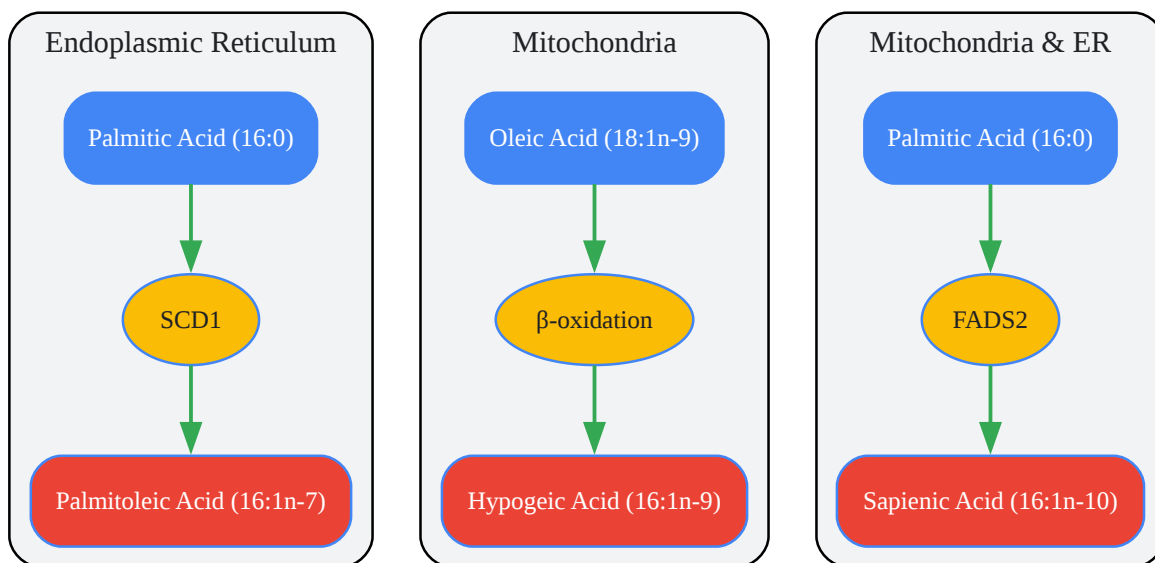 Endoplasmic Reticulum
Palmitic Acid (16:0)
SCD1
Palmitoleic Acid (16:1n-7)
Mitochondria
Oleic Acid (18:1n-9)
β-oxidation
Hypogeic Acid (16:1n-9)
Mitochondria & ER
Palmitic Acid (16:0)
FADS2
Sapienic Acid (16:1n-10)